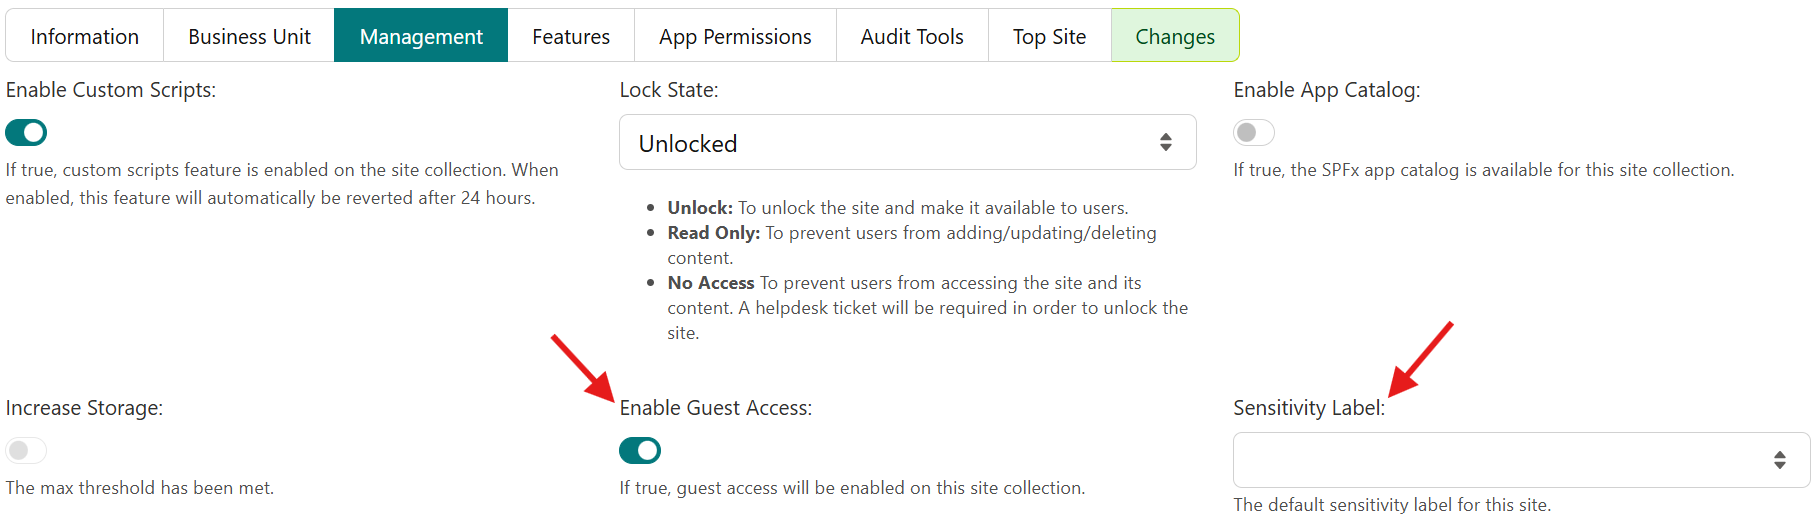 Information Business Unit Management Features App Permissions Audit Tools Top Site Changes
Enable Custom Scripts:
If true, custom scripts feature is enabled on the site collection. When
enabled, this feature will automatically be reverted after 24 hours.
Lock State:
Unlocked
• Unlock: To unlock the site and make it available to users.
• Read Only: To prevent users from adding/updating/deleting
content.
• No Access To prevent users from accessing the site and its
content. A helpdesk ticket will be required in order to unlock the
site.
Enable App Catalog:
If true, the SPFx app catalog is available for this site collection.
Increase Storage:
The max threshold has been met.
Enable Guest Access:
If true, guest access will be enabled on this site collection.
Sensitivity Label:
The default sensitivity label for this site.